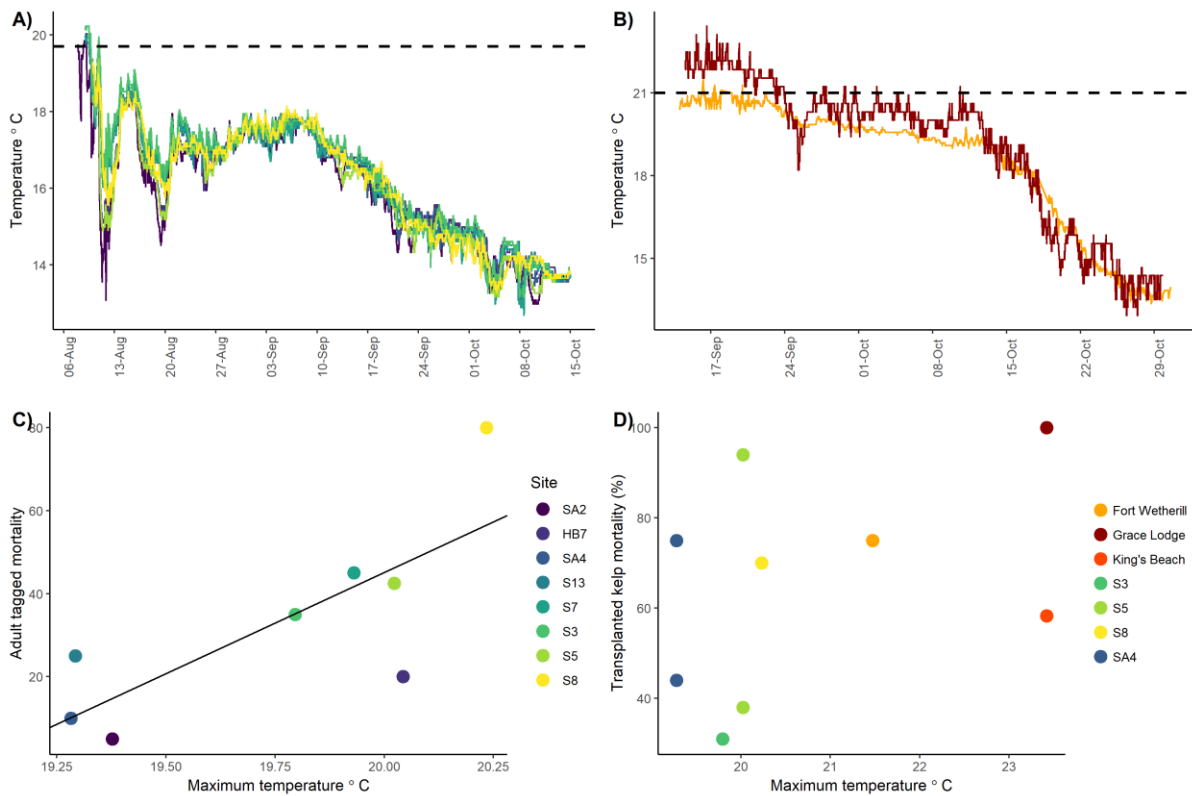 A)
Temperature ° C
20
18
16
14
06-Aug
13-Aug
20-Aug
27-Aug
03-Sep
10-Sep
17-Sep
24-Sep
01-Oct
08-Oct
15-Oct
B)
Temperature ° C
21
18
15
17-Sep
24-Sep
01-Oct
08-Oct
15-Oct
22-Oct
29-Oct
C)
Adult tagged mortality
80
60
40
20
19.25
19.50
19.75
20.00
20.25
Maximum temperature ° C
Site
SA2
HB7
SA4
S13
S7
S3
S5
S8
D)
Transplanted kelp mortality (%)
100
80
60
40
20
21
22
23
Maximum temperature ° C
Fort Wetherill
Grace Lodge
King's Beach
S3
S5
S8
SA4